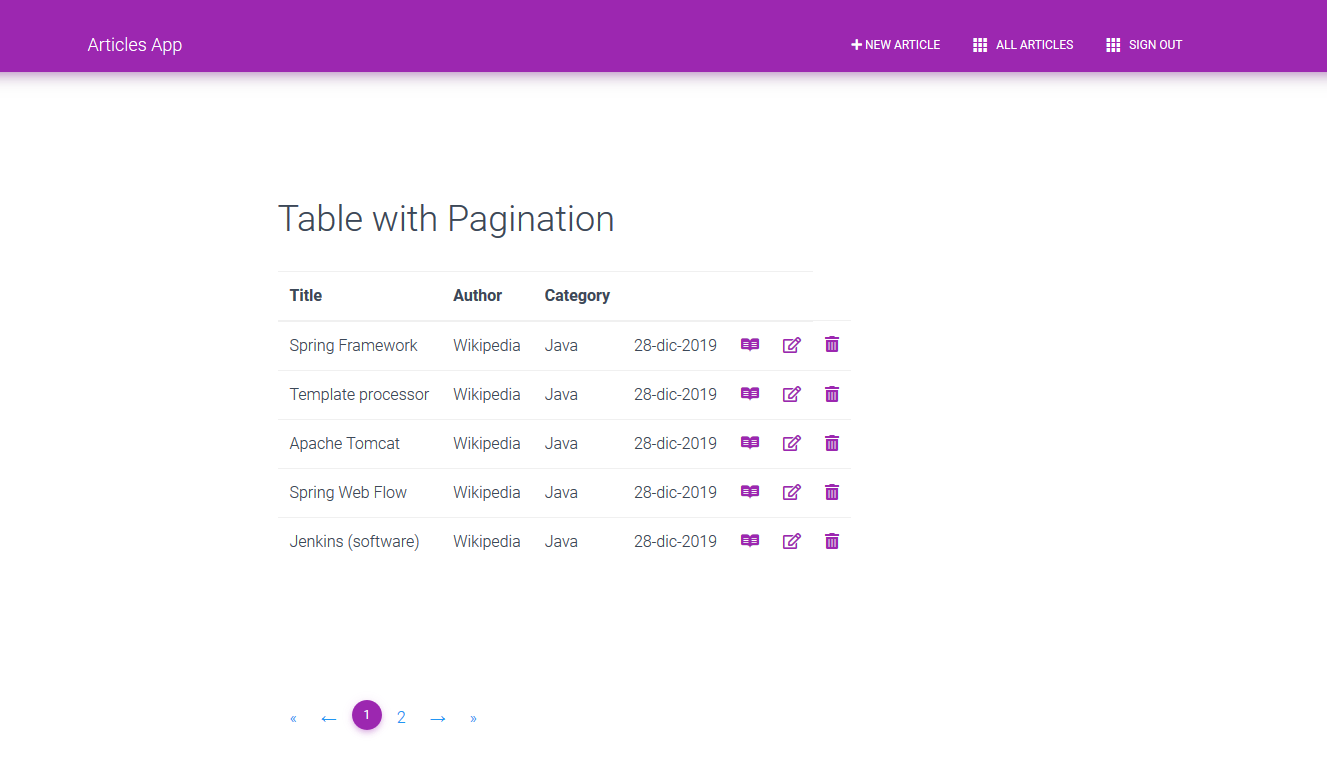 Articles App
NEW ARTICLE ALL ARTICLES SIGN OUT
Table with Pagination
Title Author Category
Spring Framework Wikipedia Java 28-dic-2019
Template processor Wikipedia Java 28-dic-2019
Apache Tomcat Wikipedia Java 28-dic-2019
Spring Web Flow Wikipedia Java 28-dic-2019
Jenkins (software) Wikipedia Java 28-dic-2019
« ← 1 2 → »